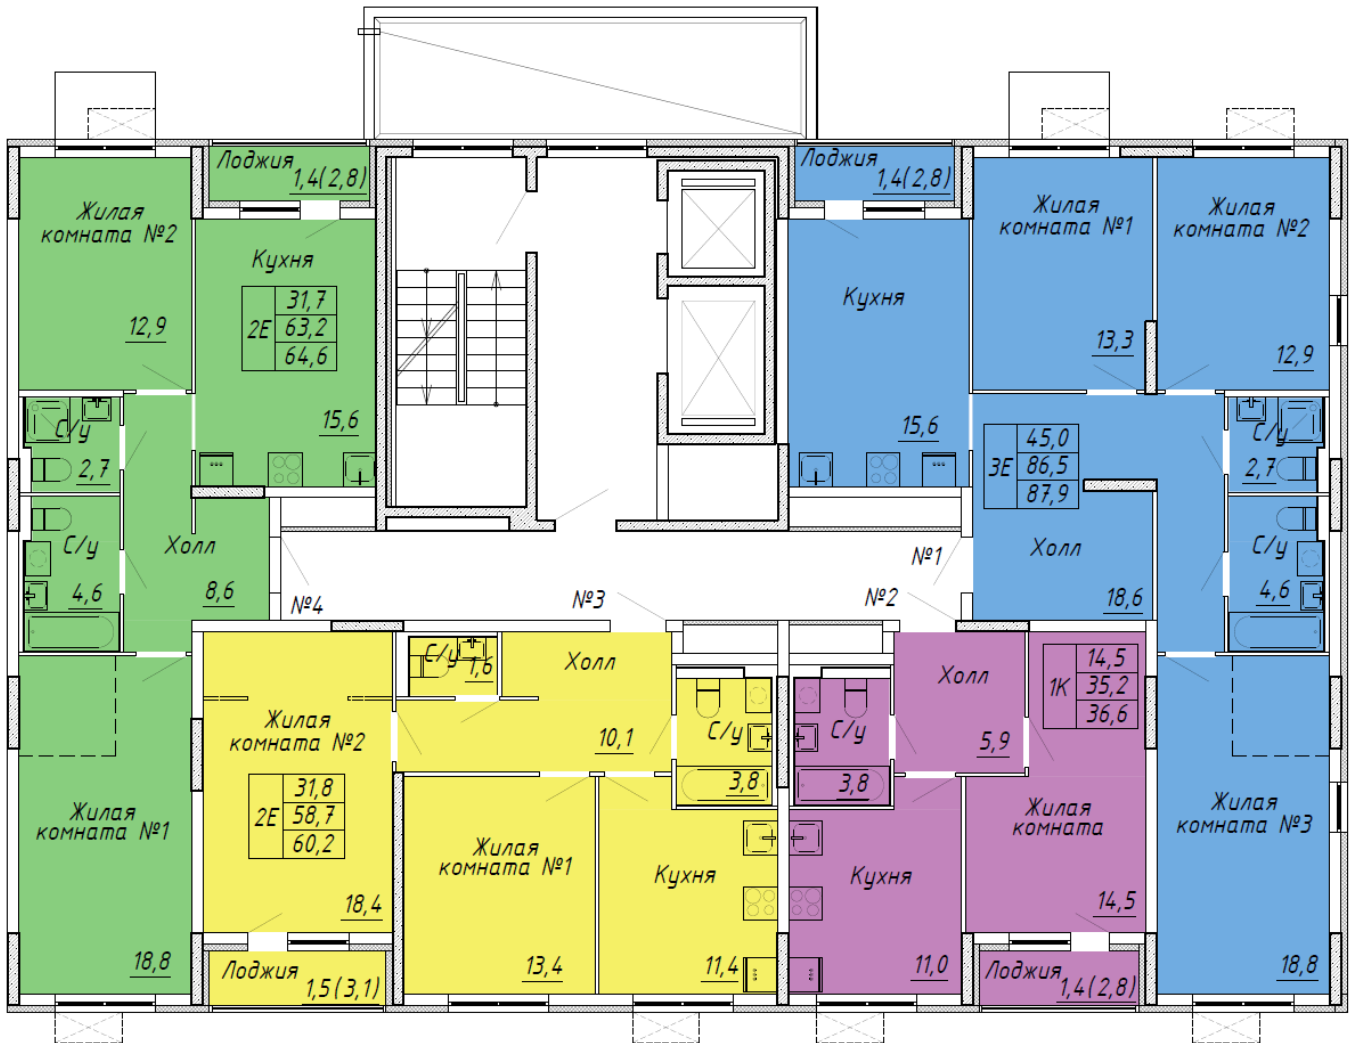 Лоджия
1,4(2,8)
Жилая
комната №2
12,9
Кухня
2Е
31,7
63,2
64,6
15,6
С/у
2,7
С/у
4,6
Холл
8,6
Жилая
комната №1
18,8
Лоджия
1,4(2,8)
Кухня
15,6
Жилая
комната №1
13,3
Жилая
комната №2
12,9
3Е
45,0
86,5
87,9
С/у
2,7
С/у
4,6
Холл
18,6
Жилая
комната №3
18,8
№4
№3
№2
№1
С/у
1,6
Холл
10,1
Жилая
комната №2
2Е
31,8
58,7
60,2
18,4
Лоджия
1,5(3,1)
Жилая
комната №1
13,4
С/у
3,8
Кухня
11,4
С/у
3,8
Холл
5,9
1К
14,5
35,2
36,6
Кухня
11,0
Жилая
комната
14,5
Лоджия
1,4(2,8)